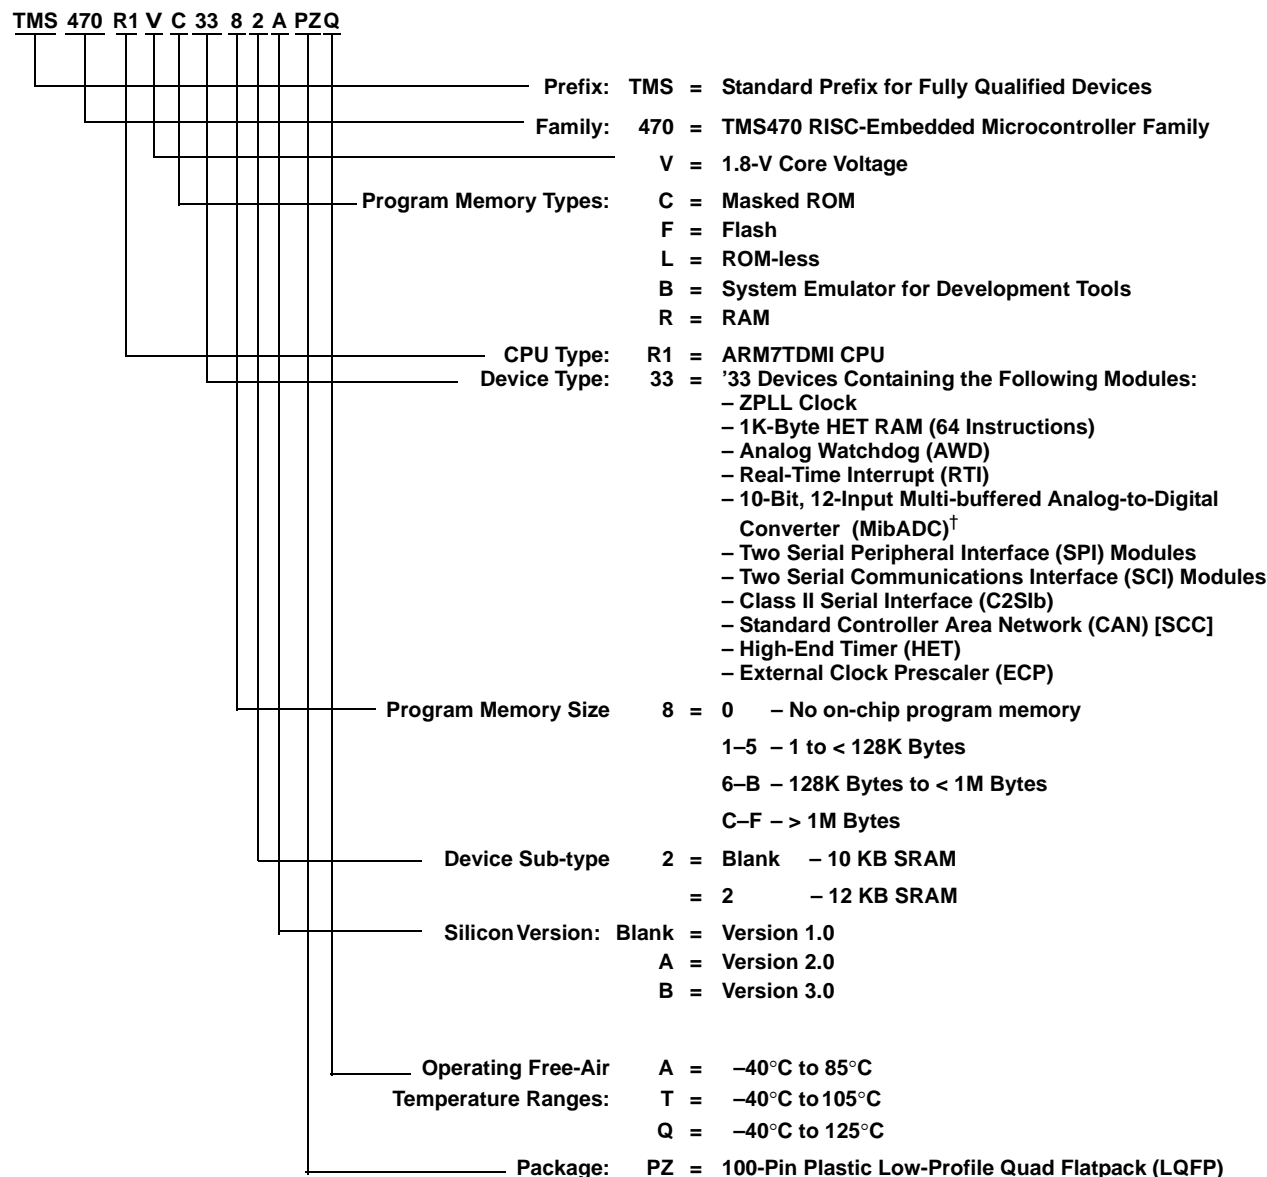 TMS 470 R1 V C 33 8 2 A PZ Q
Prefix: TMS = Standard Prefix for Fully Qualified Devices
Family: 470 = TMS470 RISC-Embedded Microcontroller Family
V = 1.8-V Core Voltage
Program Memory Types: C = Masked ROM
F = Flash
L = ROM-less
B = System Emulator for Development Tools
R = RAM
CPU Type: R1 = ARM7TDMI CPU
Device Type: 33 = '33 Devices Containing the Following Modules:
– ZPLL Clock
– 1K-Byte HET RAM (64 Instructions)
– Analog Watchdog (AWD)
– Real-Time Interrupt (RTI)
– 10-Bit, 12-Input Multi-buffered Analog-to-Digital
Converter (MibADC)†
– Two Serial Peripheral Interface (SPI) Modules
– Two Serial Communications Interface (SCI) Modules
– Class II Serial Interface (C2SIb)
– Standard Controller Area Network (CAN) [SCC]
– High-End Timer (HET)
– External Clock Prescaler (ECP)
Program Memory Size 8 = 0 – No on-chip program memory
1–5 – 1 to < 128K Bytes
6–B – 128K Bytes to < 1M Bytes
C–F – > 1M Bytes
Device Sub-type 2 = Blank – 10 KB SRAM
= 2 – 12 KB SRAM
Silicon Version: Blank = Version 1.0
A = Version 2.0
B = Version 3.0
Operating Free-Air A = –40°C to 85°C
Temperature Ranges: T = –40°C to 105°C
Q = –40°C to 125°C
Package: PZ = 100-Pin Plastic Low-Profile Quad Flatpack (LQFP)